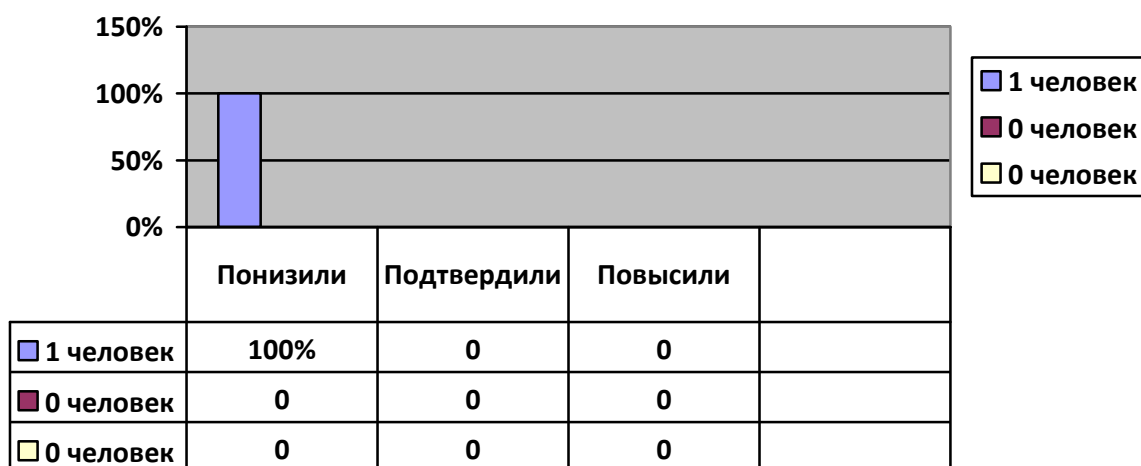 150%
100%
50%
0%
1 человек
0 человек
0 человек
Понизили Подтвердили Повысили
1 человек 100% 0 0
0 человек 0 0 0
0 человек 0 0 0